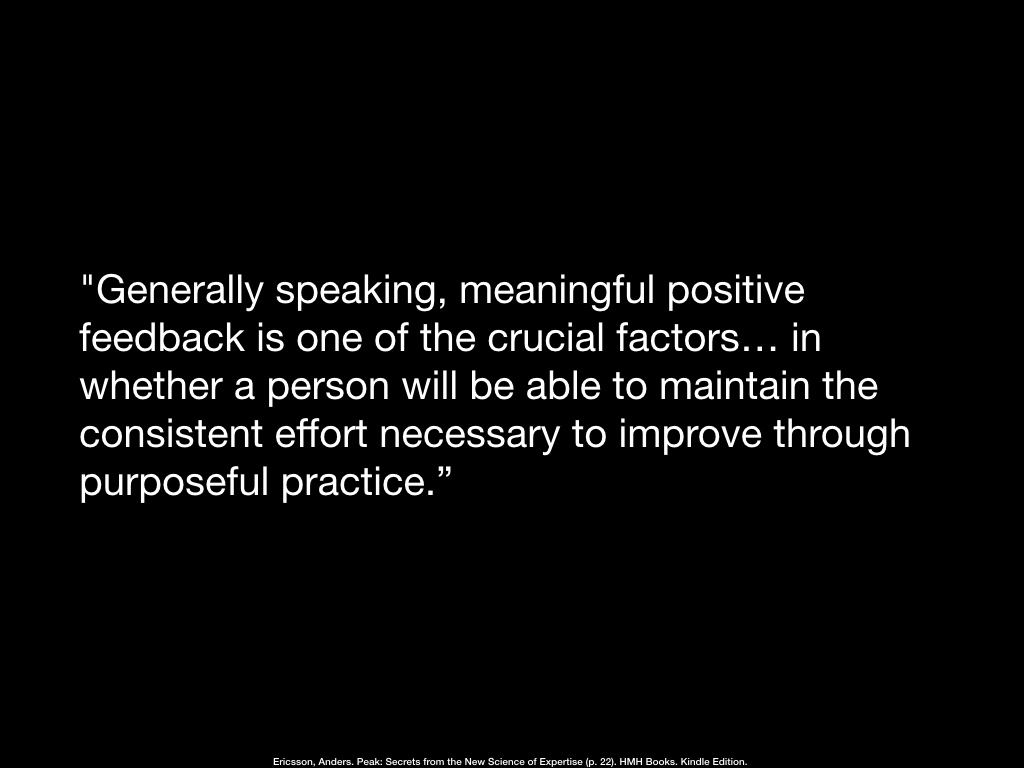 "Generally speaking, meaningful positive
feedback is one of the crucial factors… in
whether a person will be able to maintain the
consistent effort necessary to improve through
purposeful practice.”
Ericsson, Anders. Peak: Secrets from the New Science of Expertise (p. 22). HMH Books. Kindle Edition.